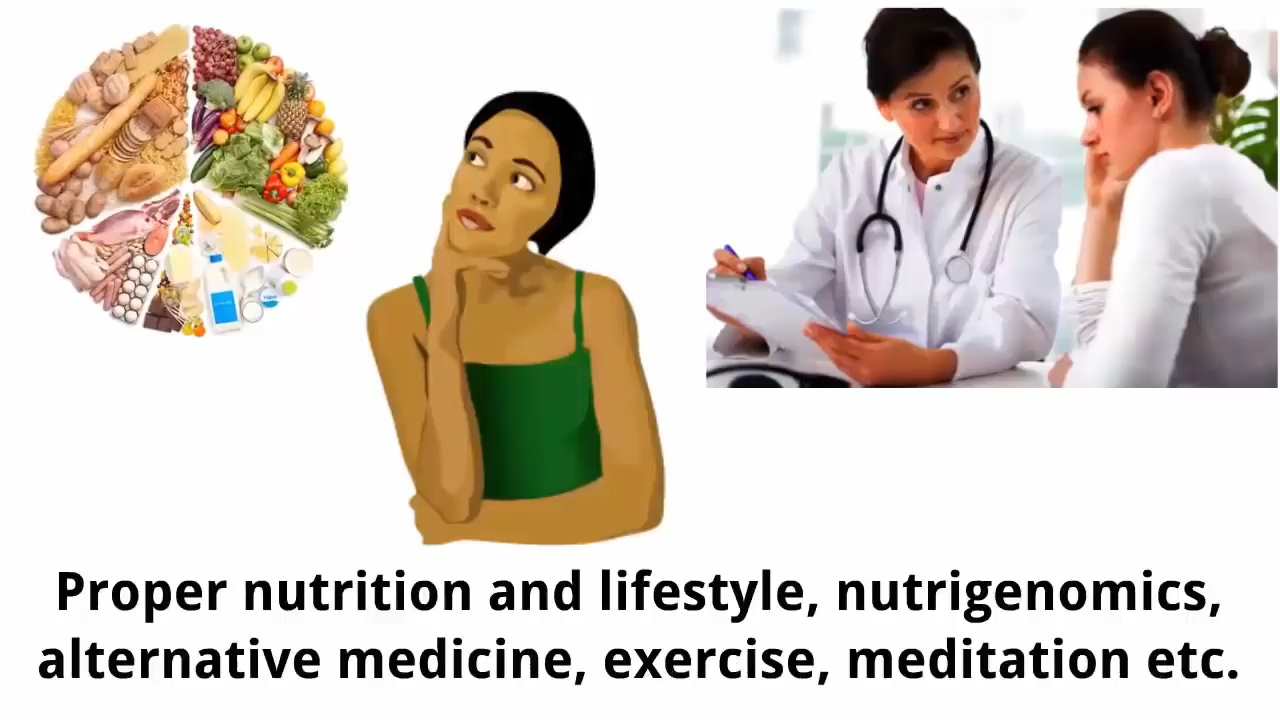 Proper nutrition and lifestyle, nutrigenomics,
alternative medicine, exercise, meditation etc.